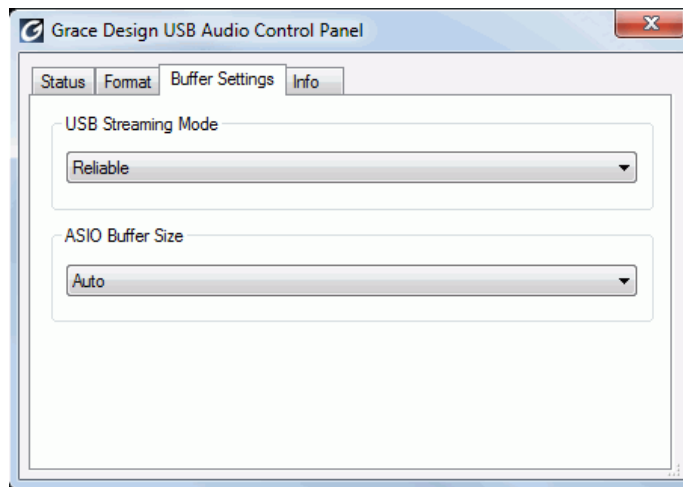 Grace Design USB Audio Control Panel
Status Format Buffer Settings Info
USB Streaming Mode
Reliable
ASIO Buffer Size
Auto